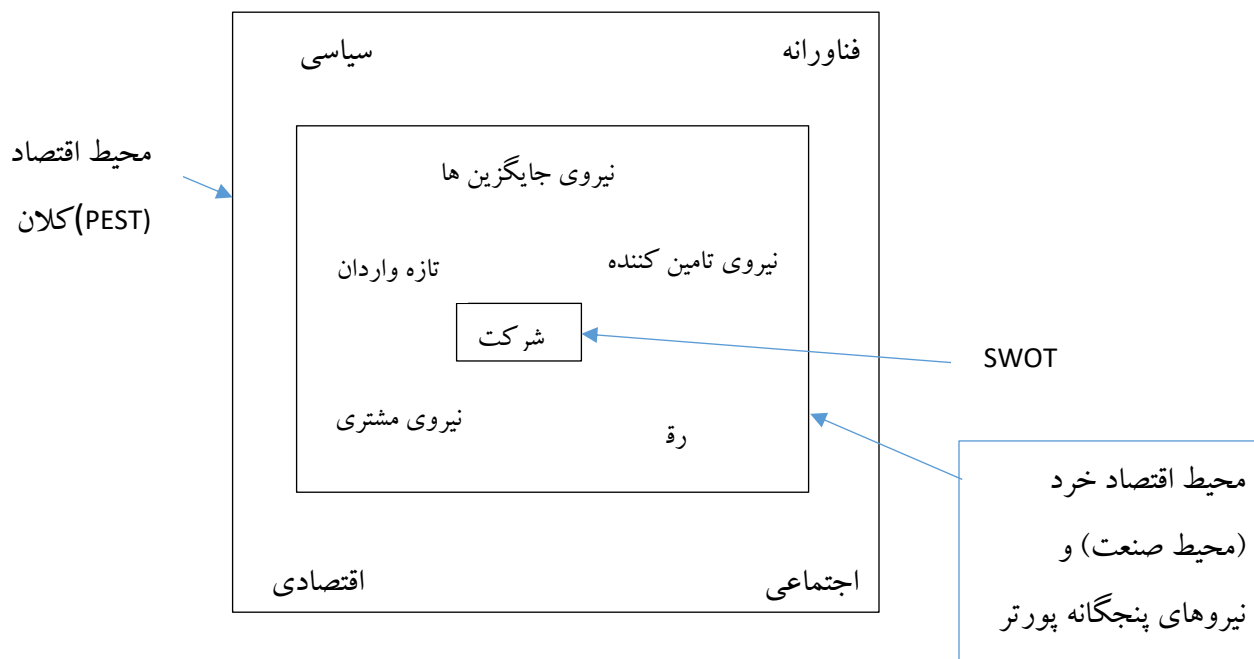 فناورانه
سیاسی
محیط اقتصاد
کلان(PEST)
نیروی جایگزین ها
نیروی تامین کننده
تازه واردان
شرکت
SWOT
نیروی مشتری
رق
محیط اقتصاد خرد
(محیط صنعت) و
نیروهای پنجگانه پورتر
اجتماعی
اقتصادی